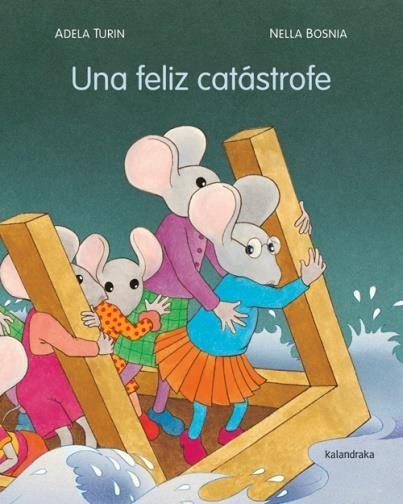 ADELA TURIN
NELLA BOSNIA
Una feliz catástrofe
Kalandraka